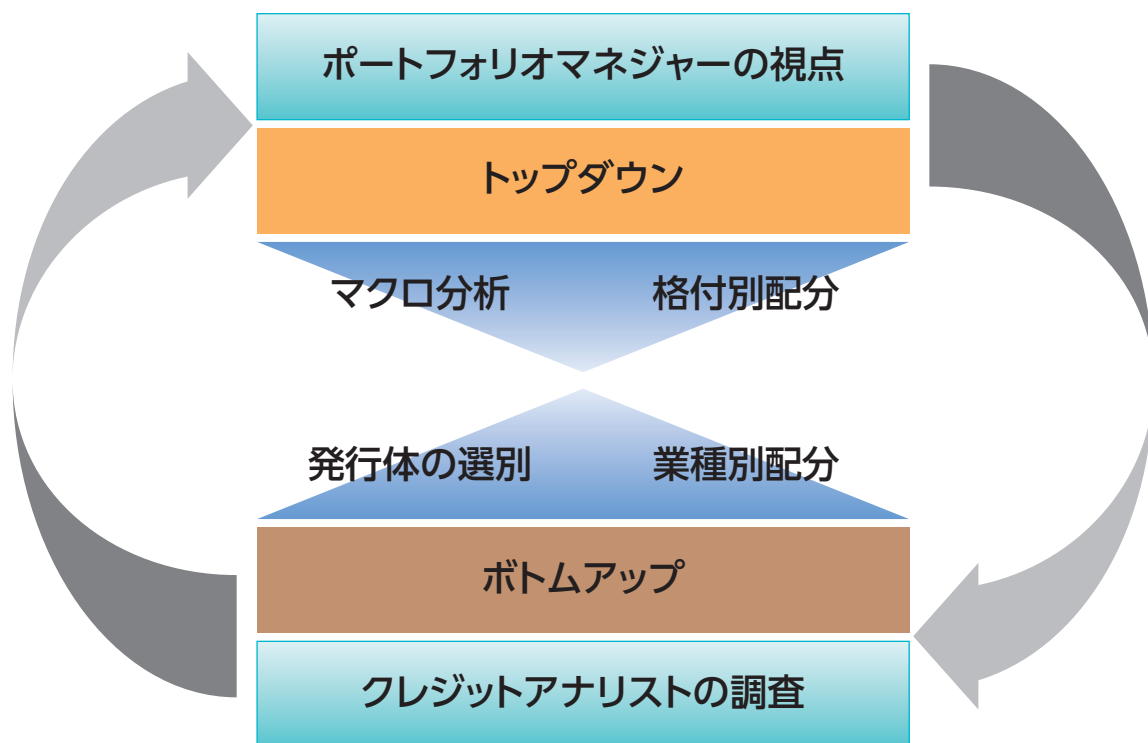 ポートフォリオマネジャーの視点
トップダウン
マクロ分析 格付別配分
発行体の選別 業種別配分
ボトムアップ
クレジットアナリストの調査